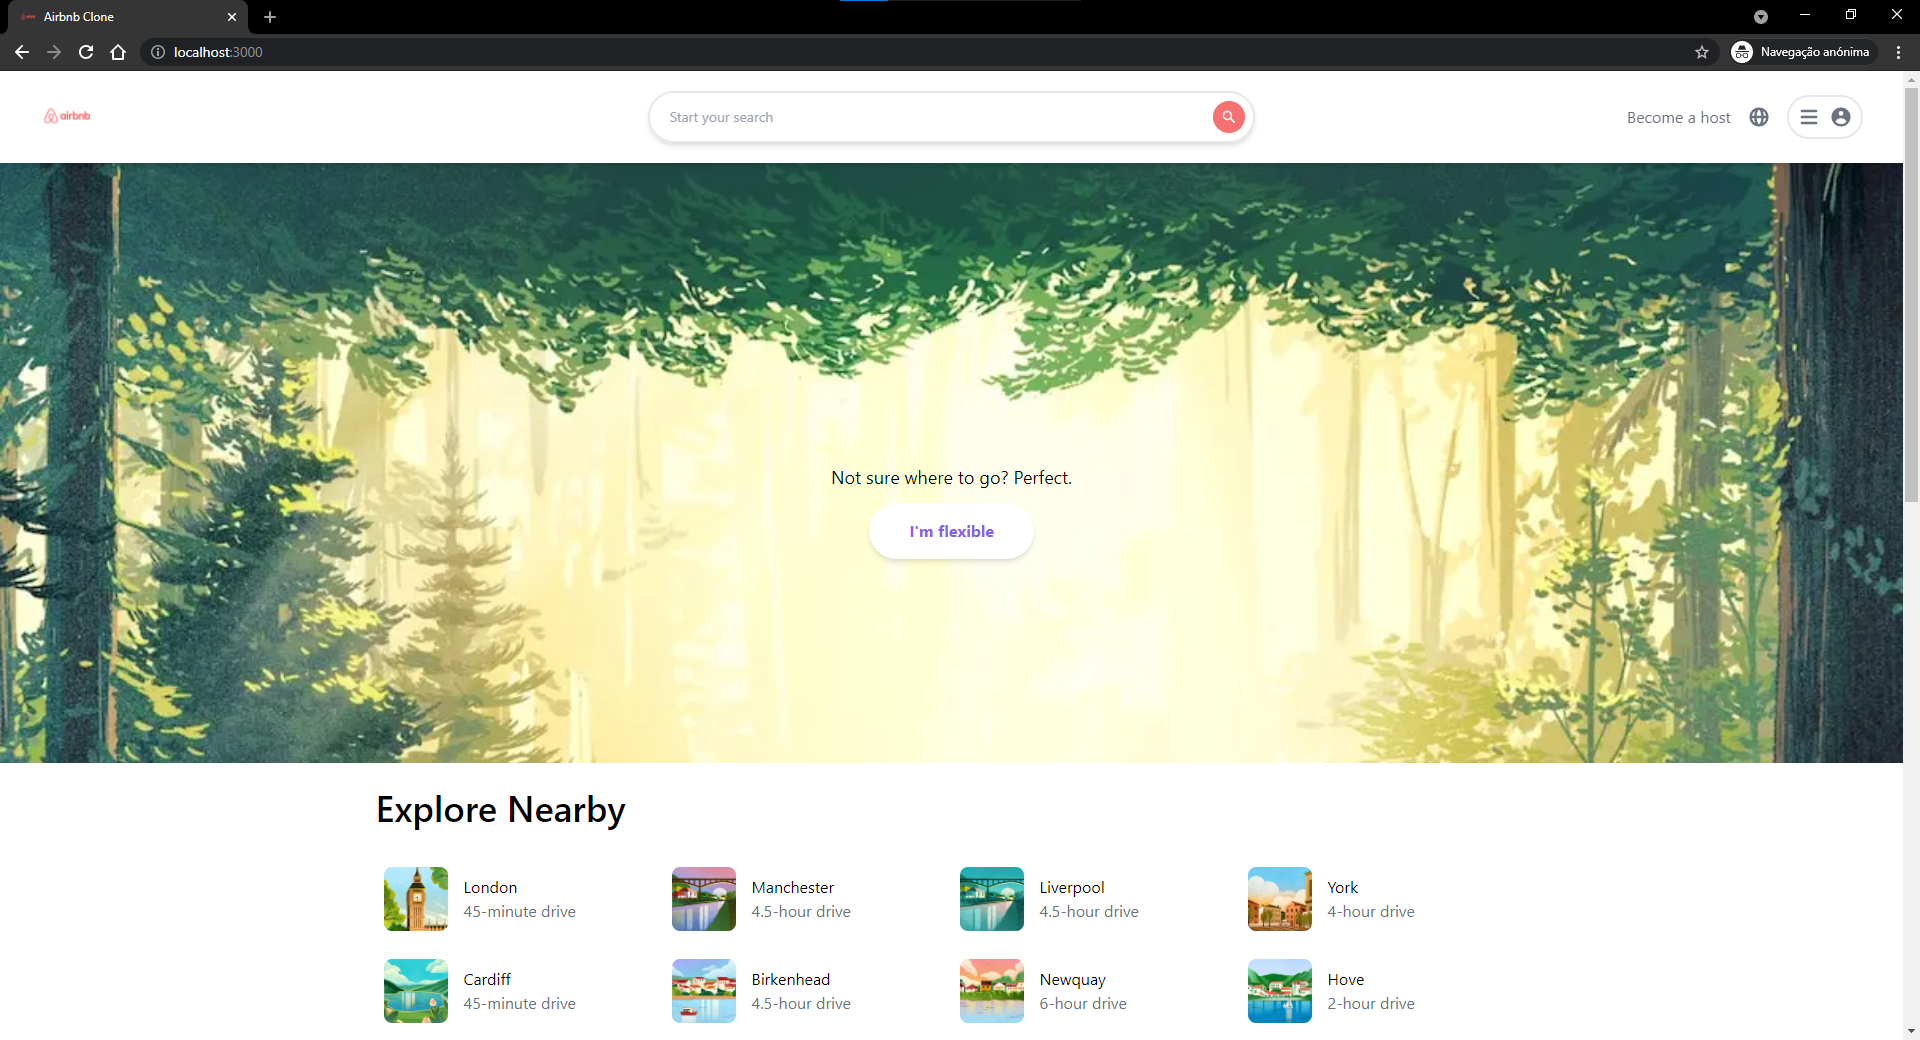 Airbnb Clone
localhost:3000
Navegação anónima
airbnb
Start your search
Become a host
Not sure where to go? Perfect.
I'm flexible
Explore Nearby
London
45-minute drive
Manchester
4.5-hour drive
Liverpool
4.5-hour drive
York
4-hour drive
Cardiff
45-minute drive
Birkenhead
4.5-hour drive
Newquay
6-hour drive
Hove
2-hour drive